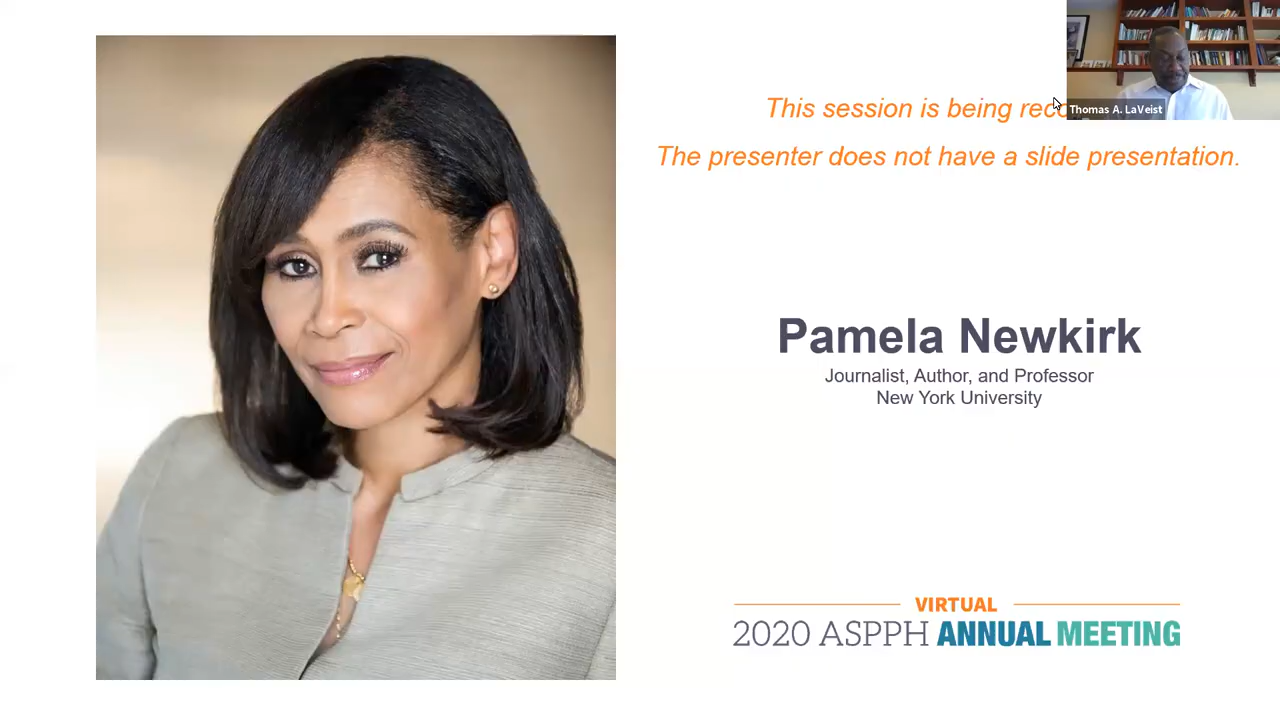 This session is being reco
Thomas A. LaVeist
The presenter does not have a slide presentation.
Pamela Newkirk
Journalist, Author, and Professor
New York University
VIRTUAL
2020 ASPPH ANNUAL MEETING